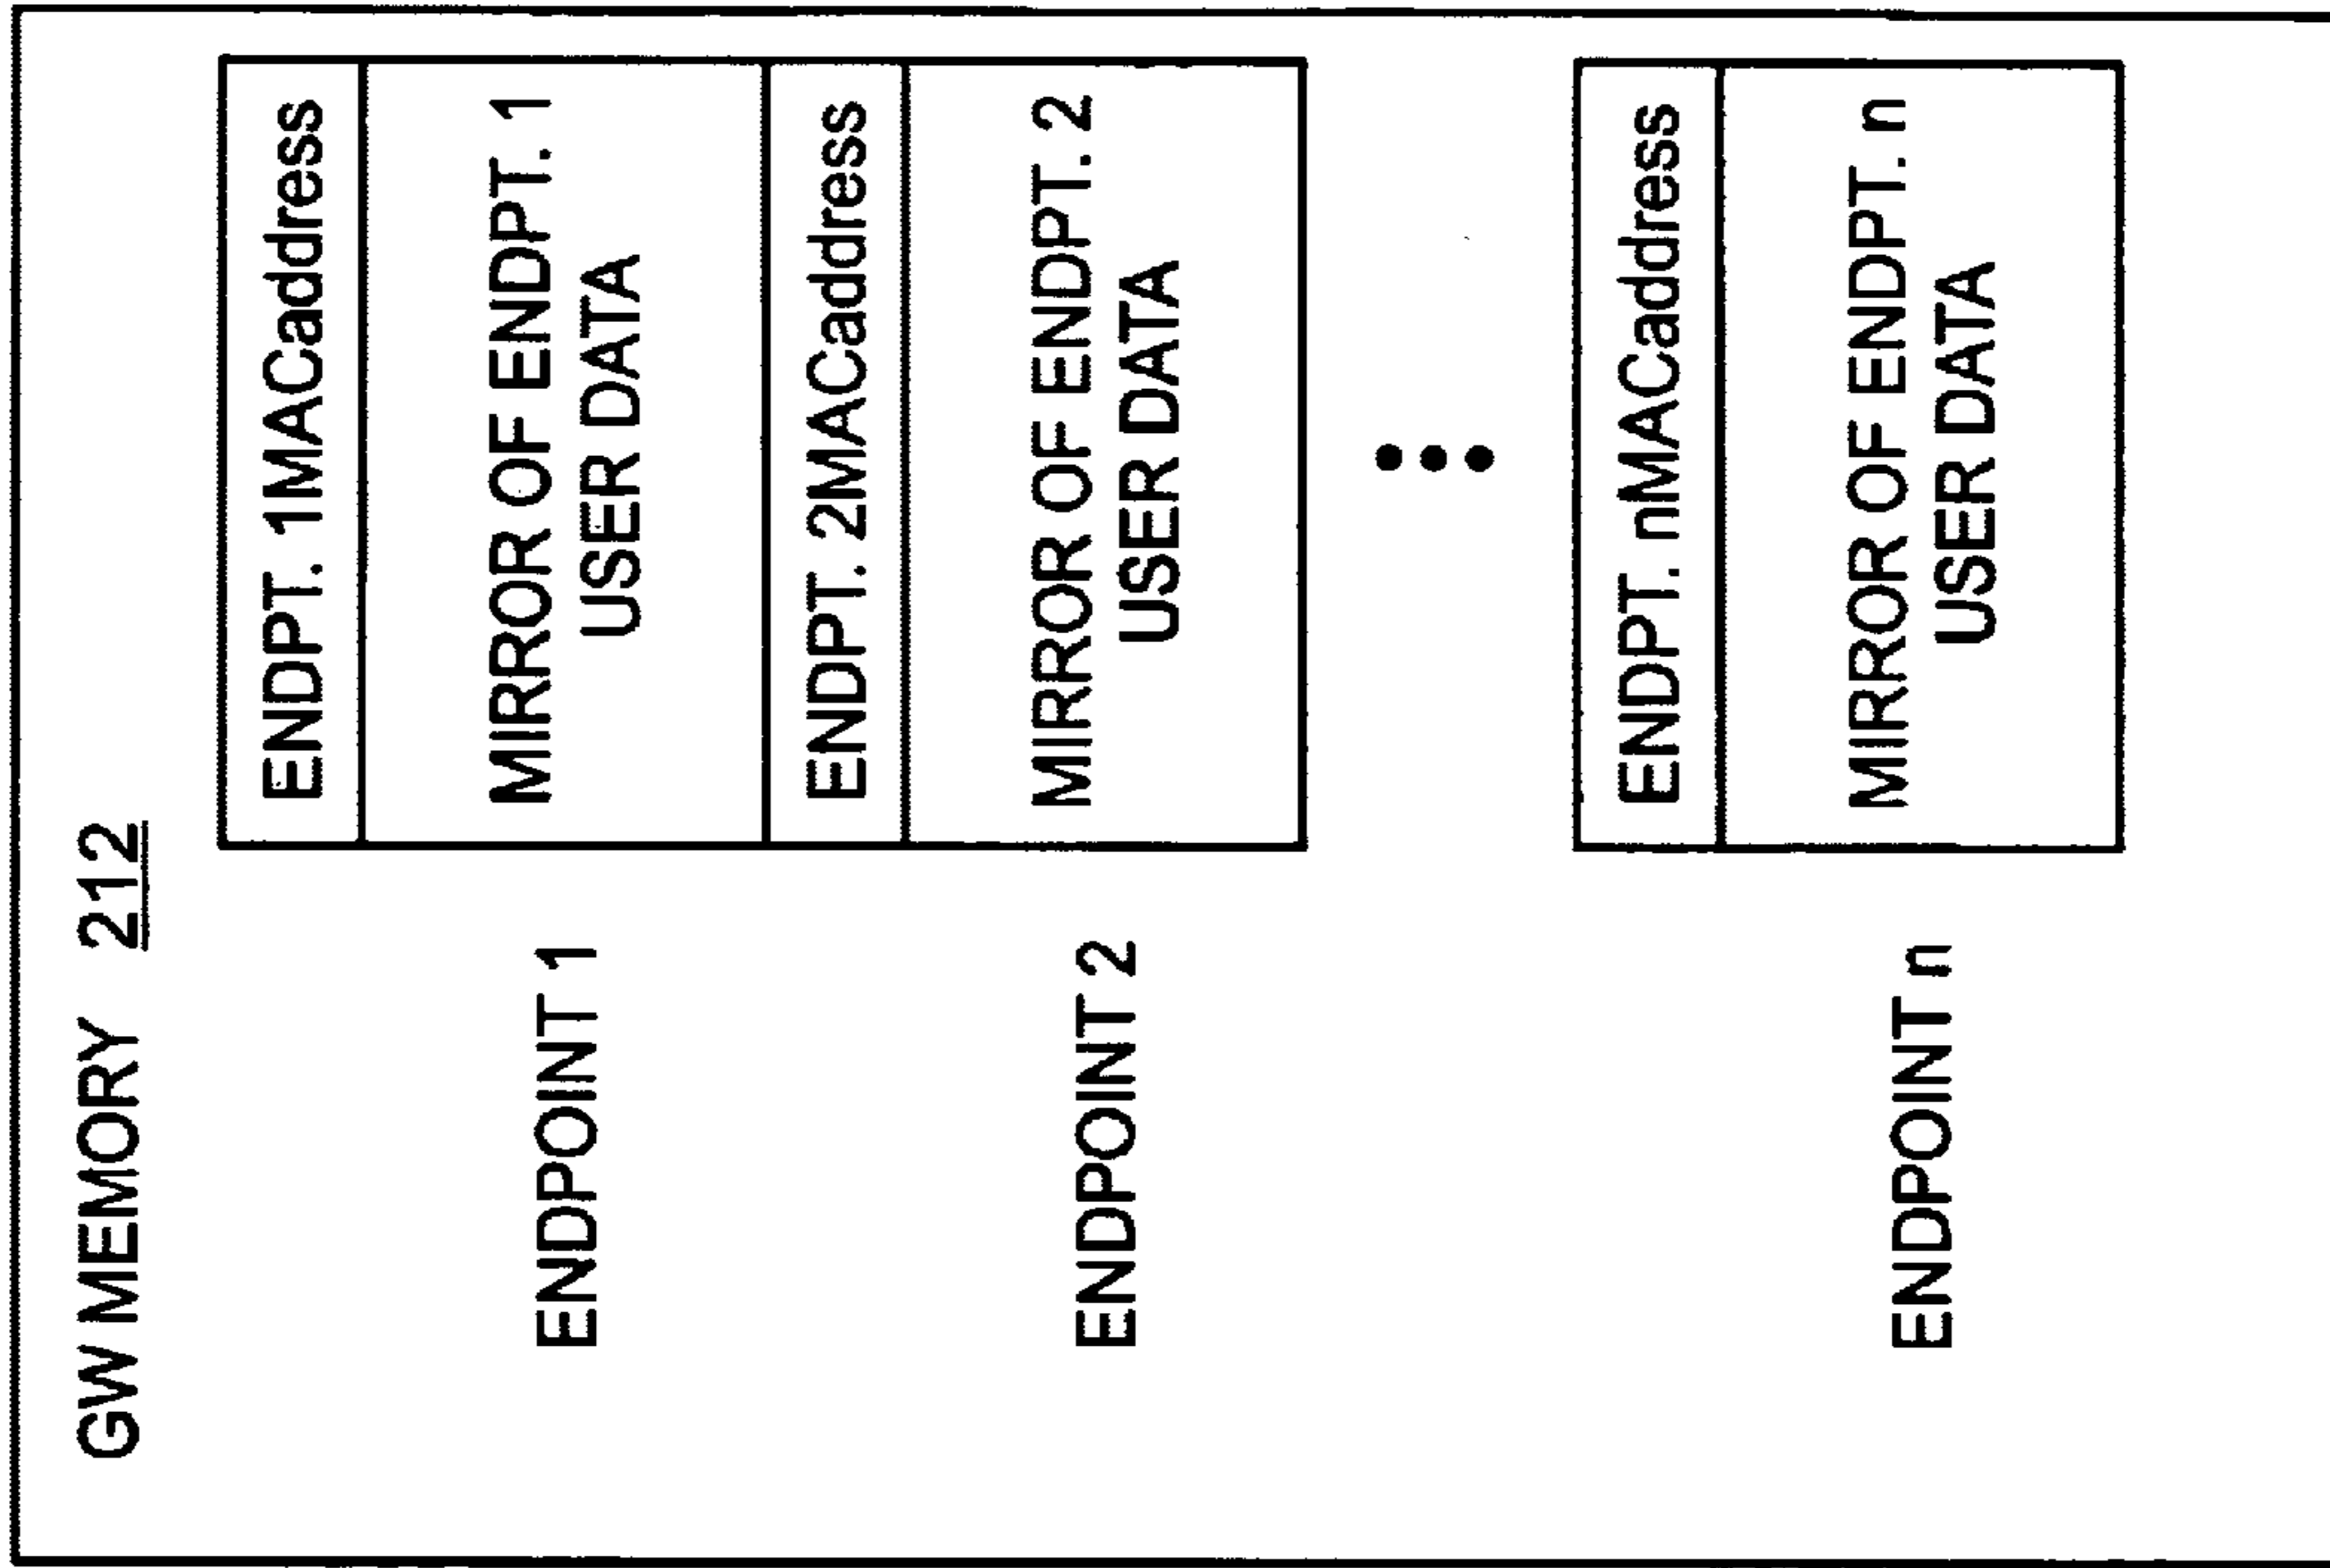 GW MEMORY 212
ENDPT. 1MACaddress
ENDPOINT 1
MIRROR OF ENDPT. 1
USER DATA
ENDPT. 2MACaddress
ENDPOINT 2
MIRROR OF ENDPT. 2
USER DATA
ENDPT. nMACaddress
ENDPOINT n
MIRROR OF ENDPT. n
USER DATA